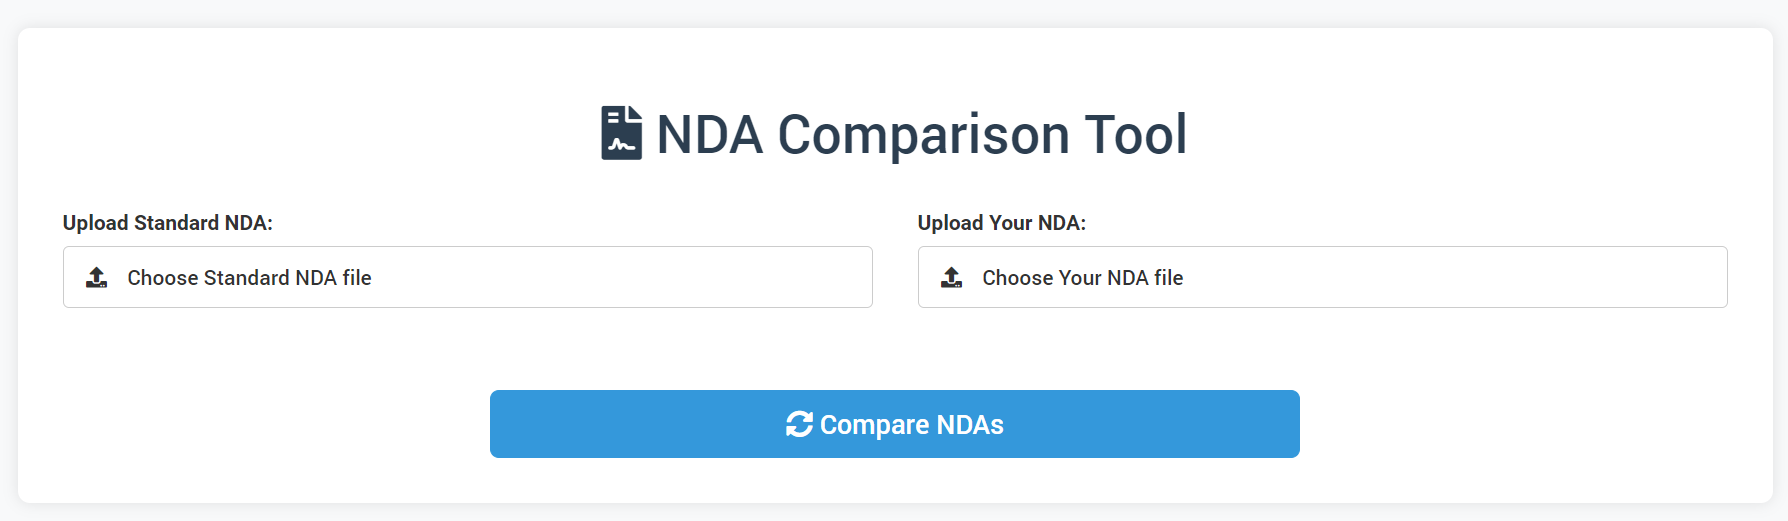 NDA Comparison Tool
Upload Standard NDA:
Choose Standard NDA file
Upload Your NDA:
Choose Your NDA file
Compare NDAs